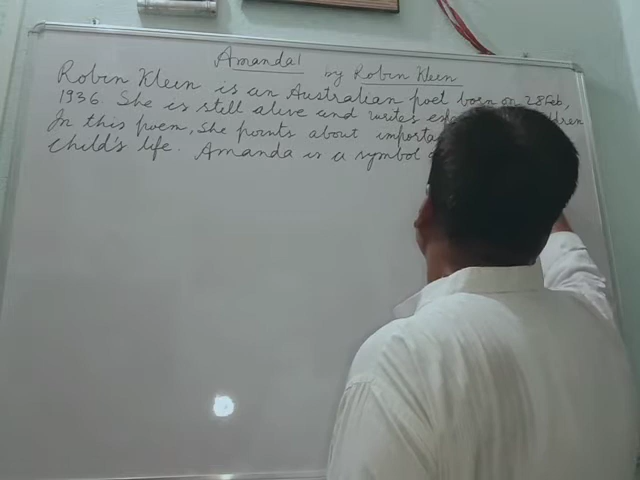 Amanda!
by Robin Klein
Robin Klein is an Australian poet born on 28 Feb,
1936. She is still alive and writes
In this poem, she points about
child's life. Amanda is a symbol